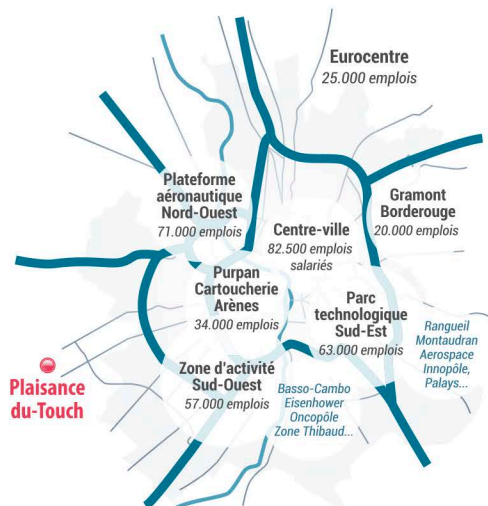 Eurocentre
25.000 emplois
Plateforme
aéronautique
Nord-Ouest
71.000 emplois
Gramont
Borderouge
20.000 emplois
Centre-ville
82.500 emplois
salariés
Purpan
Cartoucherie
Arènes
34.000 emplois
Parc
technologique
Sud-Est
63.000 emplois
Rangueil
Montaudran
Aerospace
Innopôle,
Palays...
Plaisance
du-Touch
Zone d'activité
Sud-Ouest
57.000 emplois
Basso-Cambo
Eisenhower
Oncopôle
Zone Thibaud...